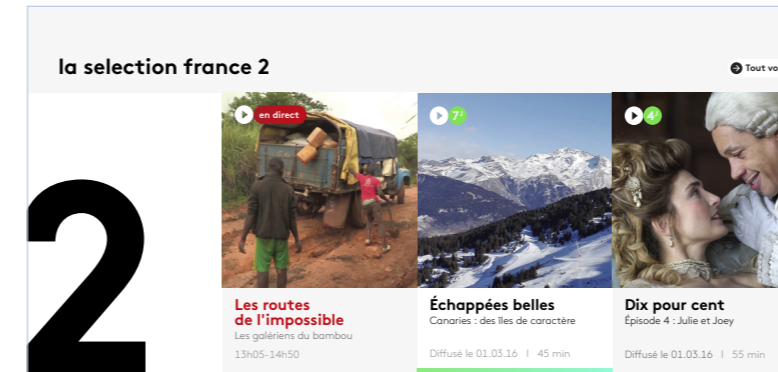 la selection france 2
Tout vo
2
en direct
7J
4J
Les routes
de l'impossible
Les galériens du bambou
13h05-14h50
Échappées belles
Canaries : des îles de caractère
Diffusé le 01.03.16 I 45 min
Dix pour cent
Épisode 4 : Julie et Joey
Diffusé le 01.03.16 I 55 min